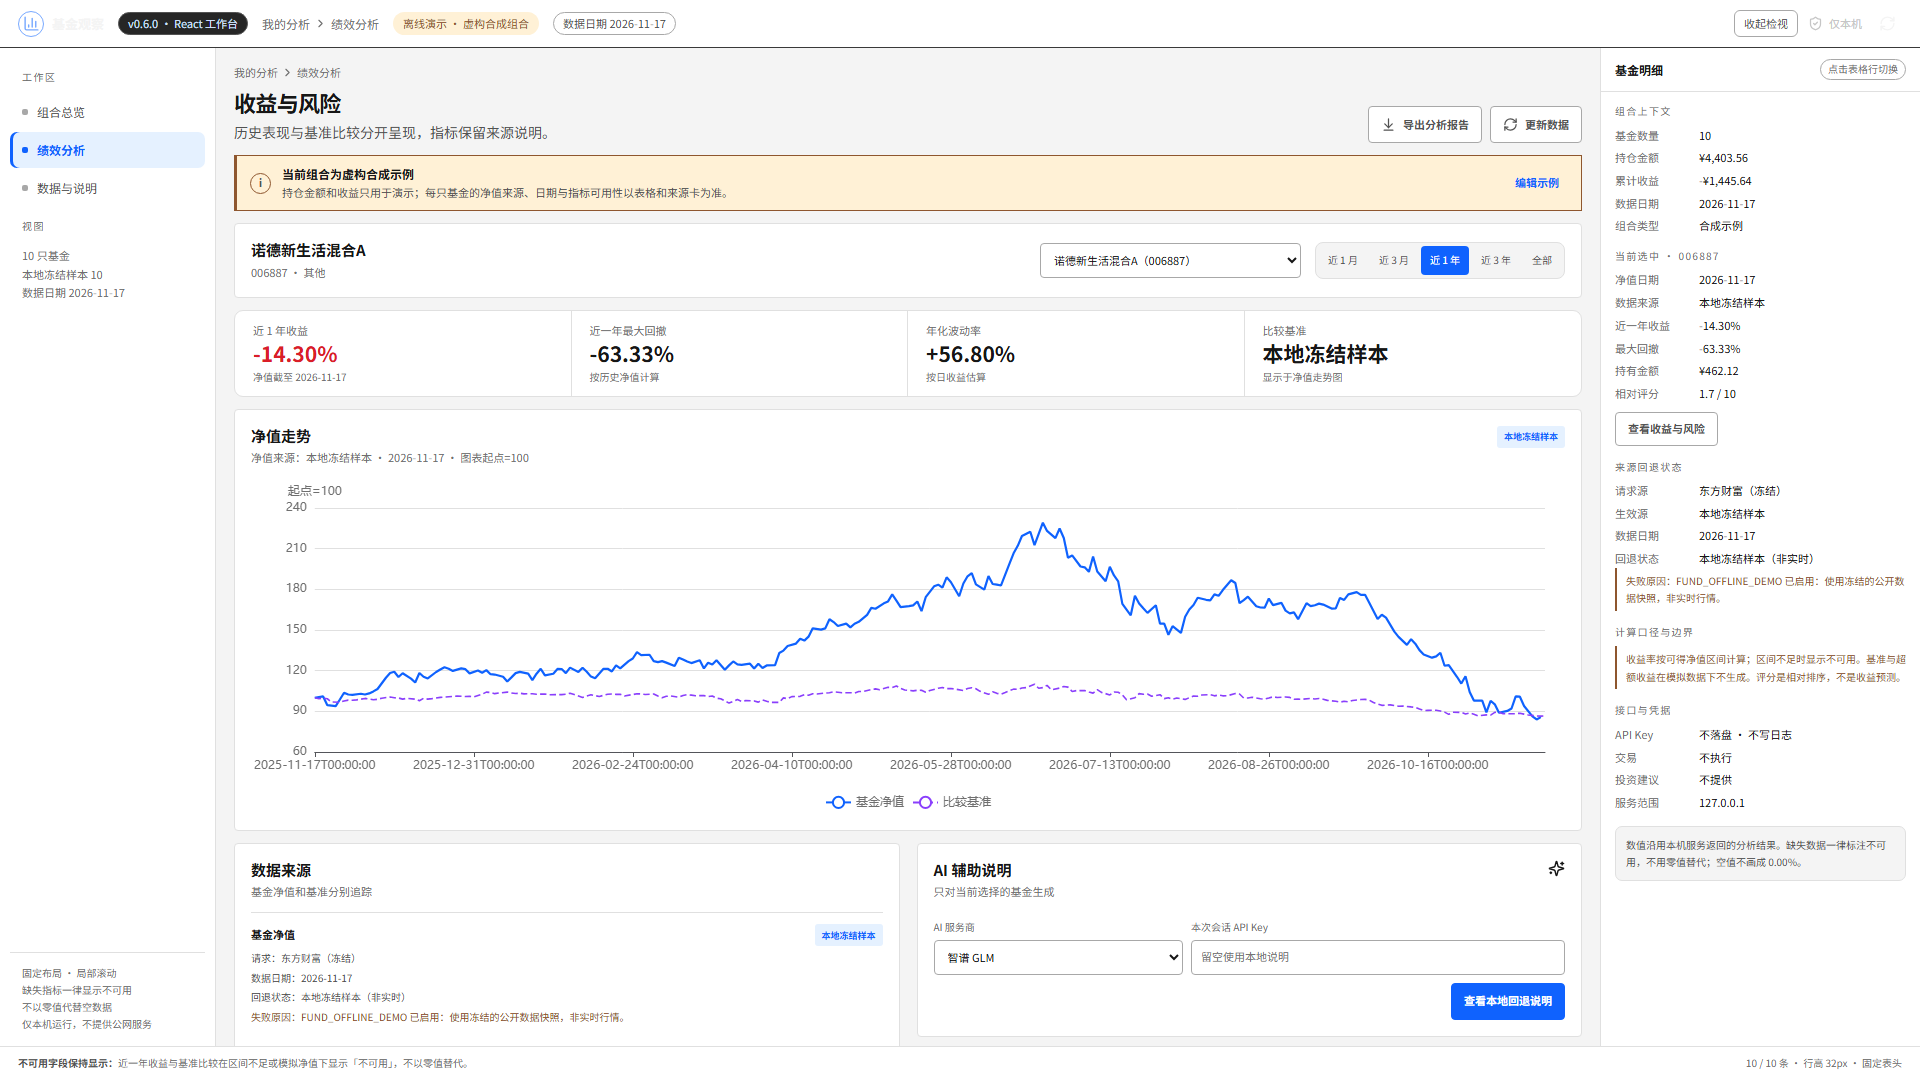 基金观察
v0.6.0 · React 工作台
我的分析 > 绩效分析
离线演示 · 虚构合成组合
数据日期 2026-11-17
收起检视
仅本机
工作区
组合总览
绩效分析
数据与说明
视图
10 只基金
本地冻结样本 10
数据日期 2026-11-17
固定布局 · 局部滚动
缺失指标一律显示不可用
不以零值代替空数据
仅本机运行，不提供公网服务
我的分析 > 绩效分析
收益与风险
历史表现与基准比较分开呈现，指标保留来源说明。
导出分析报告
更新数据
当前组合为虚构合成示例
持仓金额和收益只用于演示；每只基金的净值来源、日期与指标可用性以表格和来源卡为准。
编辑示例
诺德新生活混合A
006887 · 其他
诺德新生活混合A（006887）
近 1 月
近 3 月
近 1 年
近 3 年
全部
近 1 年收益
-14.30%
净值截至 2026-11-17
近一年最大回撤
-63.33%
按历史净值计算
年化波动率
+56.80%
按日收益估算
比较基准
本地冻结样本
显示于净值走势图
净值走势
净值来源：本地冻结样本 · 2026-11-17 · 图表起点=100
本地冻结样本
起点=100
240
210
180
150
120
90
60
2025-11-17T00:00:00
2025-12-31T00:00:00
2026-02-24T00:00:00
2026-04-10T00:00:00
2026-05-28T00:00:00
2026-07-13T00:00:00
2026-08-26T00:00:00
2026-10-16T00:00:00
基金净值
比较基准
数据来源
基金净值和基准分别追踪
基金净值
本地冻结样本
请求：东方财富（冻结）
数据日期：2026-11-17
回退状态：本地冻结样本（非实时）
失败原因：FUND_OFFLINE_DEMO 已启用：使用冻结的公开数据快照，非实时行情。
AI 辅助说明
只对当前选择的基金生成
AI 服务商
智谱 GLM
本次会话 API Key
留空使用本地说明
查看本地回退说明
基金明细
点击表格行切换
组合上下文
基金数量 10
持仓金额 ¥4,403.56
累计收益 -¥1,445.64
数据日期 2026-11-17
组合类型 合成示例
当前选中 · 006887
净值日期 2026-11-17
数据来源 本地冻结样本
近一年收益 -14.30%
最大回撤 -63.33%
持有金额 ¥462.12
相对评分 1.7 / 10
查看收益与风险
来源回退状态
请求源 东方财富（冻结）
生效源 本地冻结样本
数据日期 2026-11-17
回退状态 本地冻结样本（非实时）
失败原因：FUND_OFFLINE_DEMO 已启用：使用冻结的公开数
据快照，非实时行情。
计算口径与边界
收益率按可得净值区间计算；区间不足时显示不可用。基准与超
额收益在模拟数据下不生成。评分是相对排序，不是收益预测。
接口与凭据
API Key 不落盘 · 不写日志
交易 不执行
投资建议 不提供
服务范围 127.0.0.1
数值沿用本机服务返回的分析结果。缺失数据一律标注不可
用，不用零值替代；空值不画成 0.00%。
不可用字段保持显示：近一年收益与基准比较在区间不足或模拟净值下显示「不可用」，不以零值替代。
10 / 10 条 · 行高 32px · 固定表头